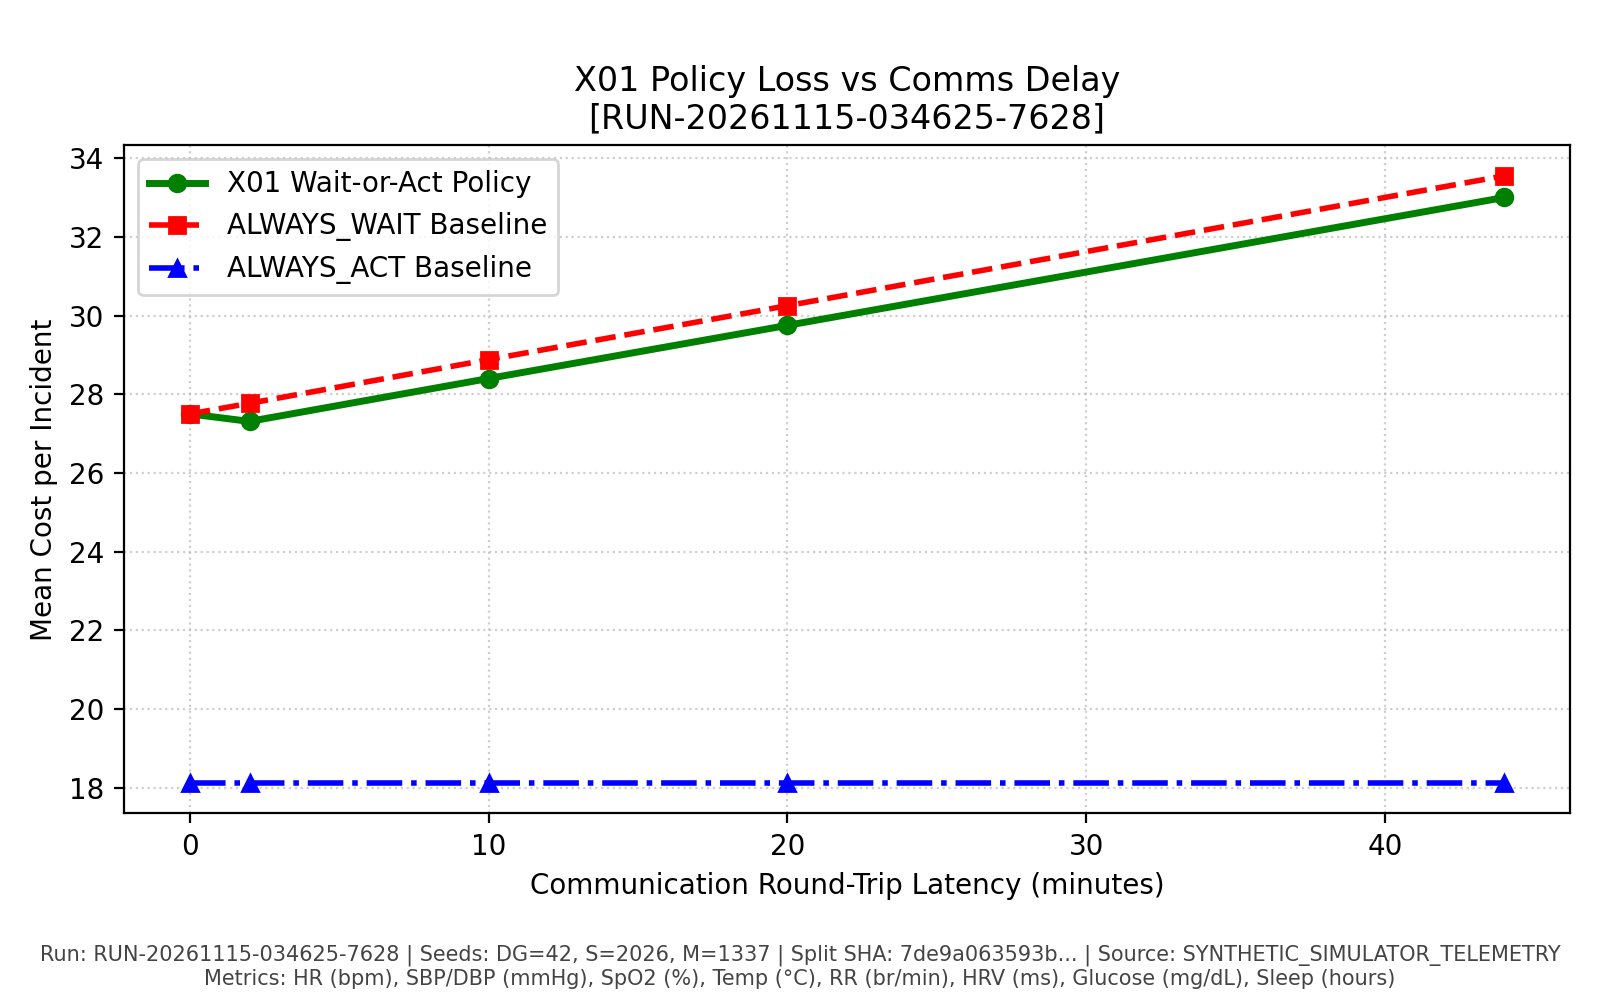 X01 Policy Loss vs Comms Delay
[RUN-20261115-034625-7628]
X01 Wait-or-Act Policy
ALWAYS_WAIT Baseline
ALWAYS_ACT Baseline
Mean Cost per Incident
34
32
30
28
26
24
22
20
18
0 10 20 30 40
Communication Round-Trip Latency (minutes)
Run: RUN-20261115-034625-7628 | Seeds: DG=42, S=2026, M=1337 | Split SHA: 7de9a063593b... | Source: SYNTHETIC_SIMULATOR_TELEMETRY
Metrics: HR (bpm), SBP/DBP (mmHg), SpO2 (%), Temp (°C), RR (br/min), HRV (ms), Glucose (mg/dL), Sleep (hours)